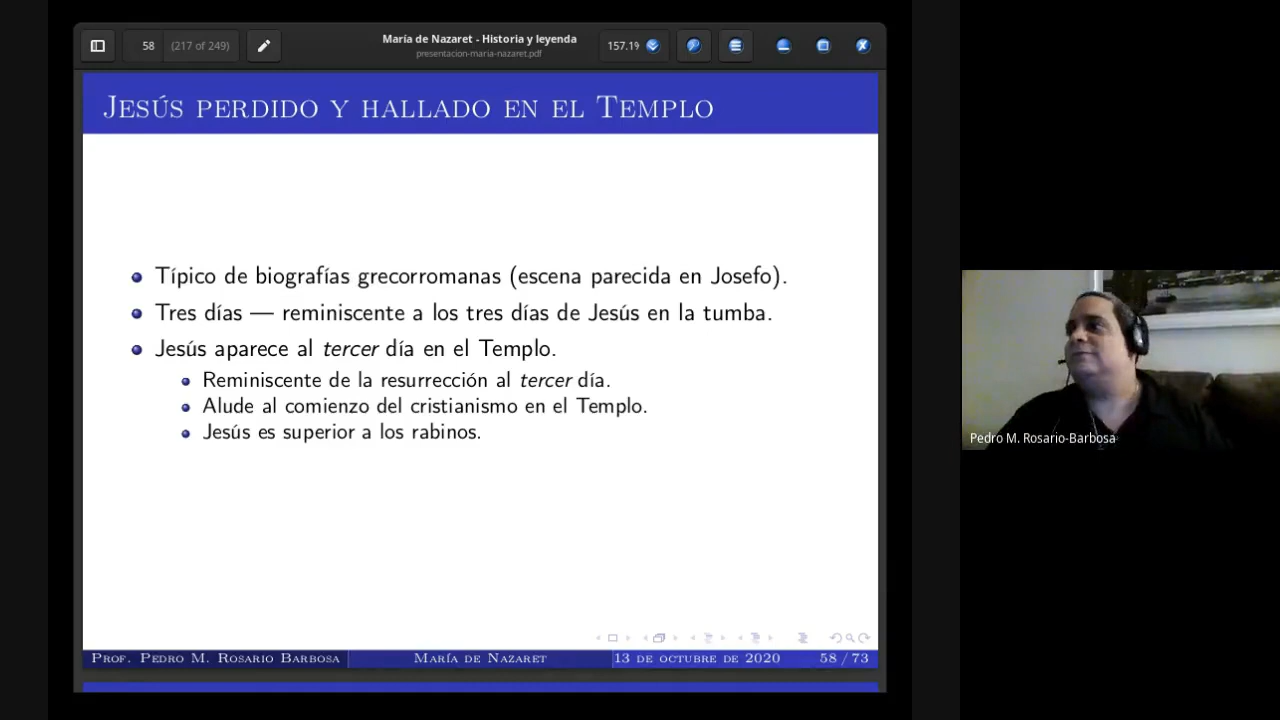 58 (217 of 249)
María de Nazaret - Historia y leyenda
presentacion-maria-nazaret.pdf
157.19
Jesús perdido y hallado en el Templo
Típico de biografías grecorromanas (escena parecida en Josefo).
Tres días — reminiscente a los tres días de Jesús en la tumba.
Jesús aparece al tercer día en el Templo.
Reminiscente de la resurrección al tercer día.
Alude al comienzo del cristianismo en el Templo.
Jesús es superior a los rabinos.
Pedro M. Rosario-Barbosa
Prof. Pedro M. Rosario Barbosa María de Nazaret 13 de octubre de 2020 58 / 73